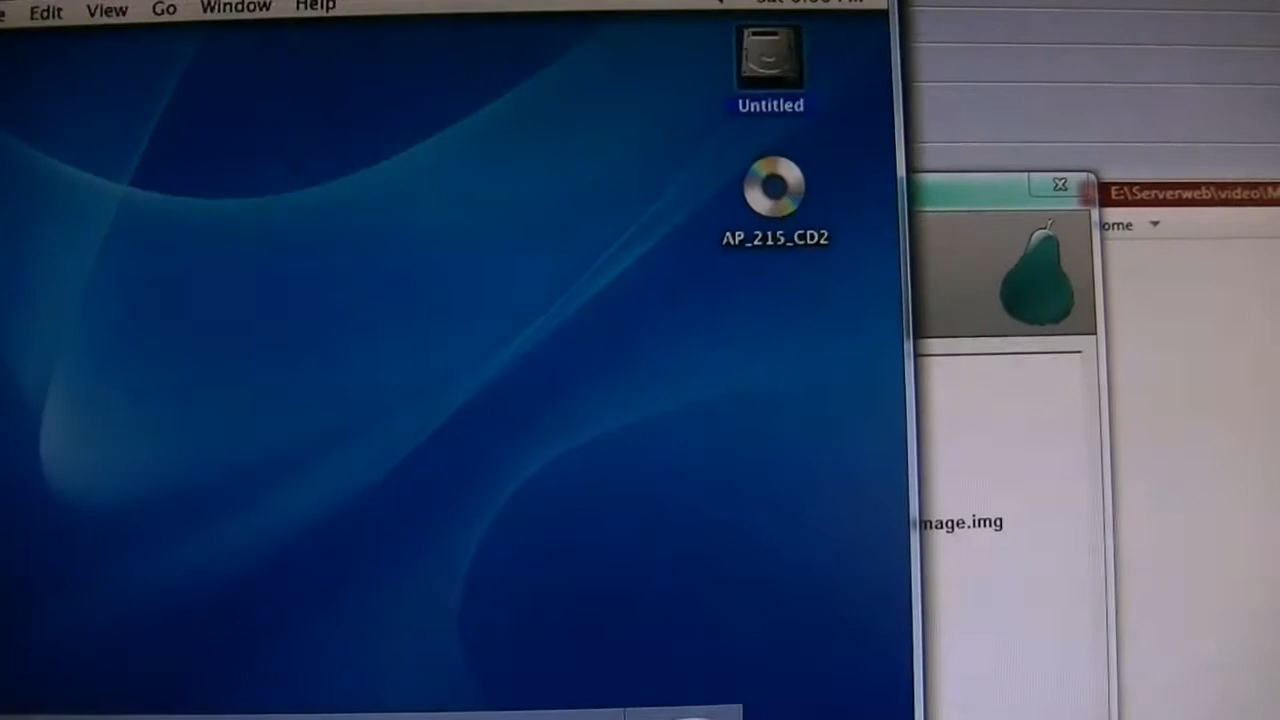 Edit View Go Window Help
Untitled
AP_215_CD2
E:\Serverweb\video\M
ome
mage.img